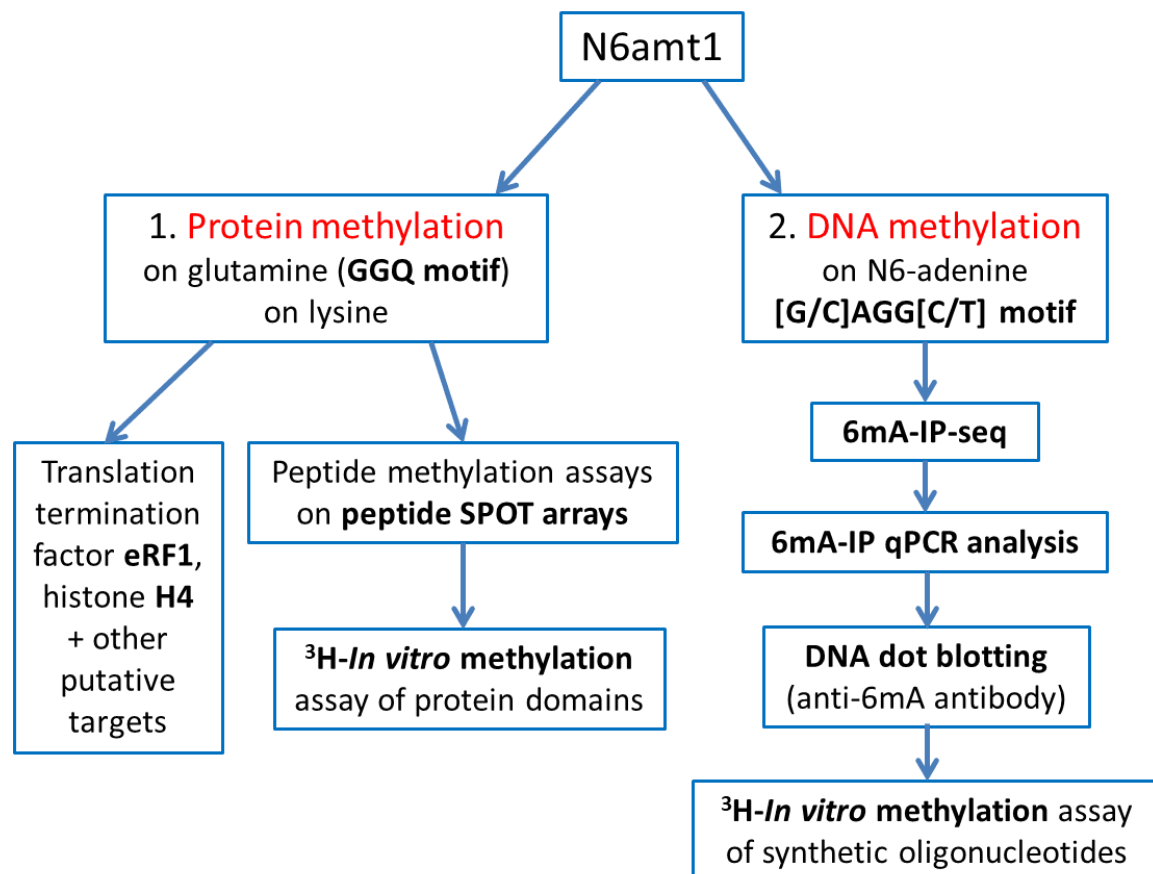 N6amt1
1. Protein methylation
on glutamine (GGQ motif)
on lysine
2. DNA methylation
on N6-adenine
[G/C]AGG[C/T] motif
Translation
termination
factor eRF1,
histone H4
+ other
putative
targets
Peptide methylation assays
on peptide SPOT arrays
³H-In vitro methylation
assay of protein domains
6mA-IP-seq
6mA-IP qPCR analysis
DNA dot blotting
(anti-6mA antibody)
³H-In vitro methylation assay
of synthetic oligonucleotides